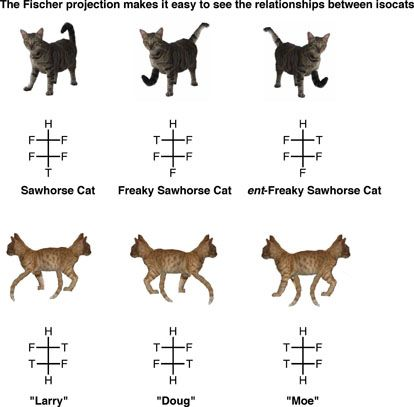 The Fischer projection makes it easy to see the relationships between isocats
H H H
F F T F F T
F F F F F F
T F F
Sawhorse Cat Freaky Sawhorse Cat ent-Freaky Sawhorse Cat
H H H
F T T F T F
T F F T T F
H H H
"Larry" "Doug" "Moe"